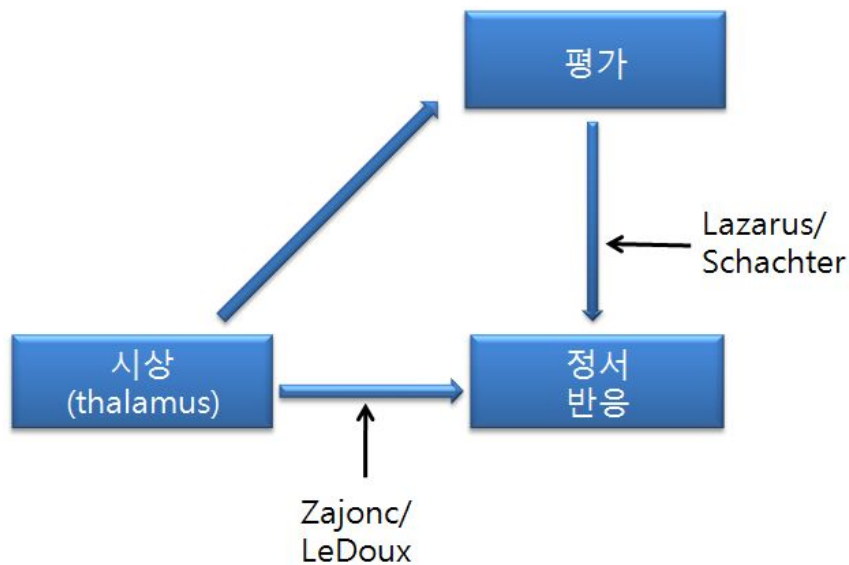 평가
Lazarus/
Schachter
시상
(thalamus)
정서
반응
Zajonc/
LeDoux